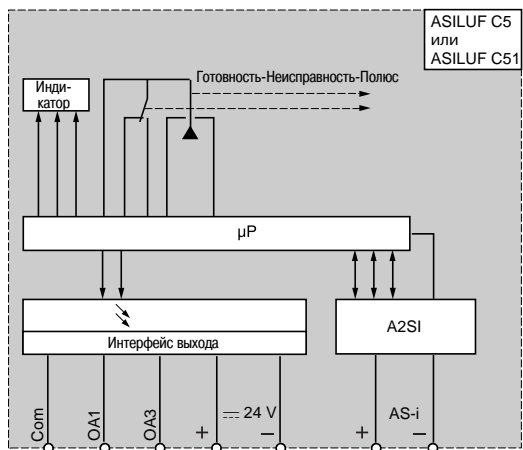 ASILUF C5
или
ASILUF C51
Инди-
катор
Готовность-Неисправность-Полюс
µP
Интерфейс выхода
A2SI
Com
OA1
OA3
+
24 V
–
+
AS-i
–